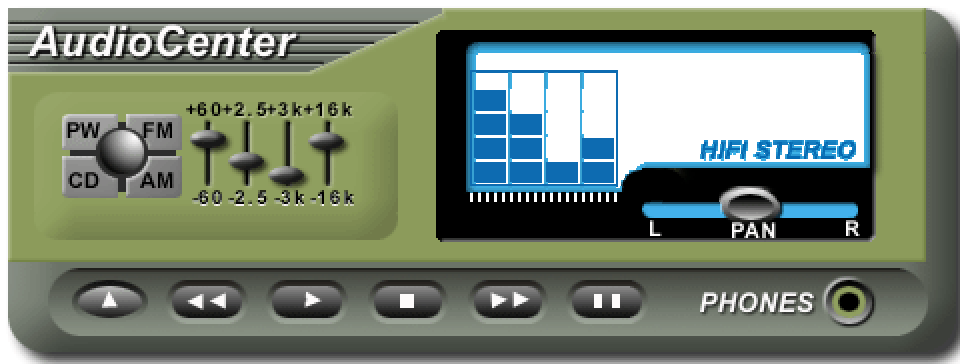 AudioCenter
+60+2.5+3k+16k
PW FM
CD AM
-60 -2.5 -3k -16k
HIFI STEREO
L PAN R
PHONES